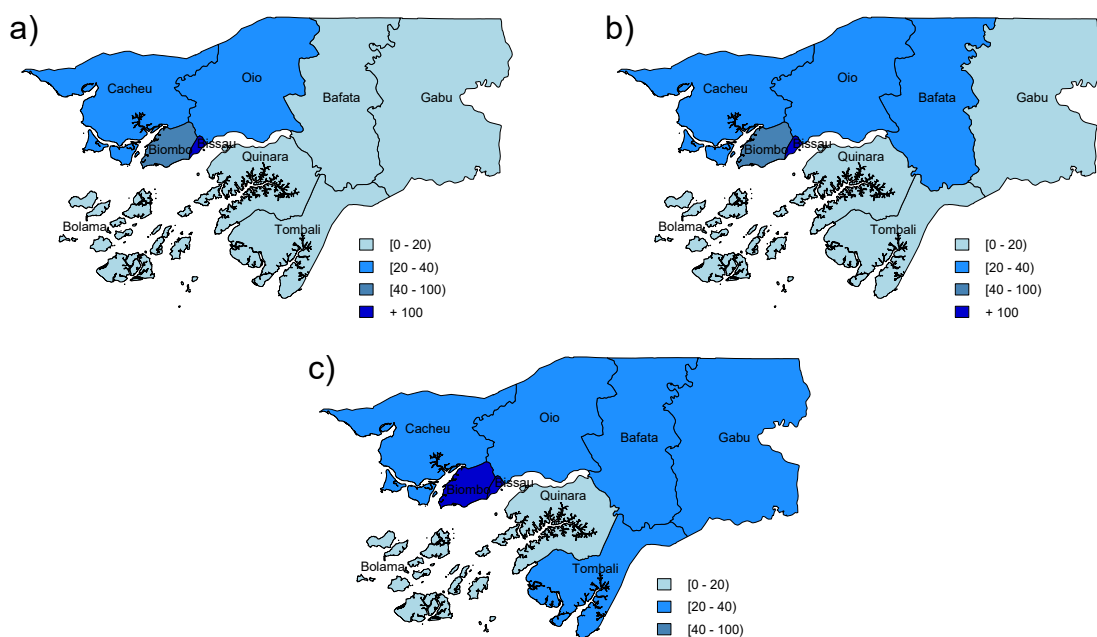 a)
Cacheu
Oio
Bafata
Gabu
Biombo
Bissau
Quinara
Bolama
Tombali
[0 - 20)
[20 - 40)
[40 - 100)
+ 100
b)
Cacheu
Oio
Bafata
Gabu
Biombo
Bissau
Quinara
Bolama
Tombali
[0 - 20)
[20 - 40)
[40 - 100)
+ 100
c)
Cacheu
Oio
Bafata
Gabu
Biombo
Bissau
Quinara
Bolama
Tombali
[0 - 20)
[20 - 40)
[40 - 100)